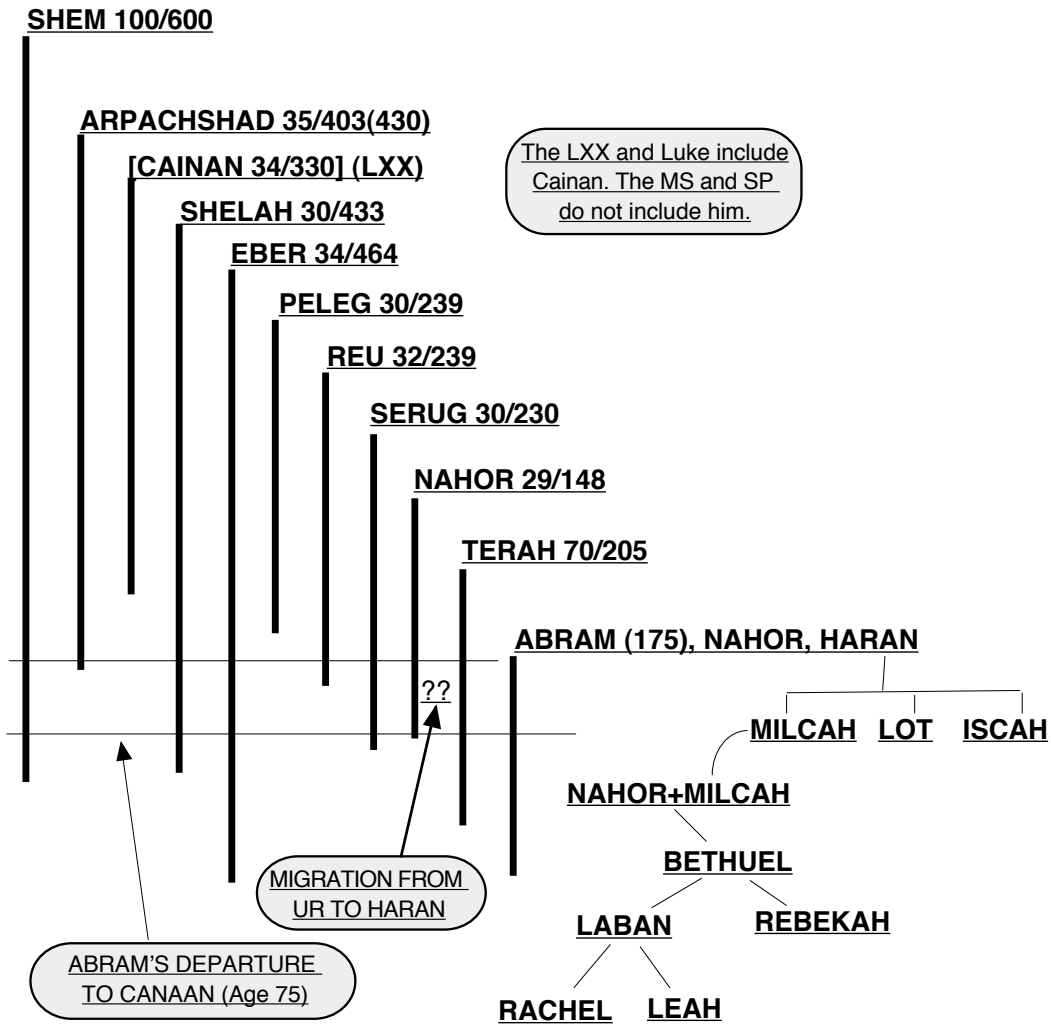 SHEM 100/600
ARPACHSHAD 35/403(430)
[CAINAN 34/330] (LXX)
The LXX and Luke include
Cainan. The MS and SP
do not include him.
SHELAH 30/433
EBER 34/464
PELEG 30/239
REU 32/239
SERUG 30/230
NAHOR 29/148
TERAH 70/205
ABRAM (175), NAHOR, HARAN
??
MILCAH LOT ISCAH
NAHOR+MILCAH
BETHUEL
MIGRATION FROM
UR TO HARAN
LABAN REBEKAH
ABRAM'S DEPARTURE
TO CANAAN (Age 75)
RACHEL LEAH